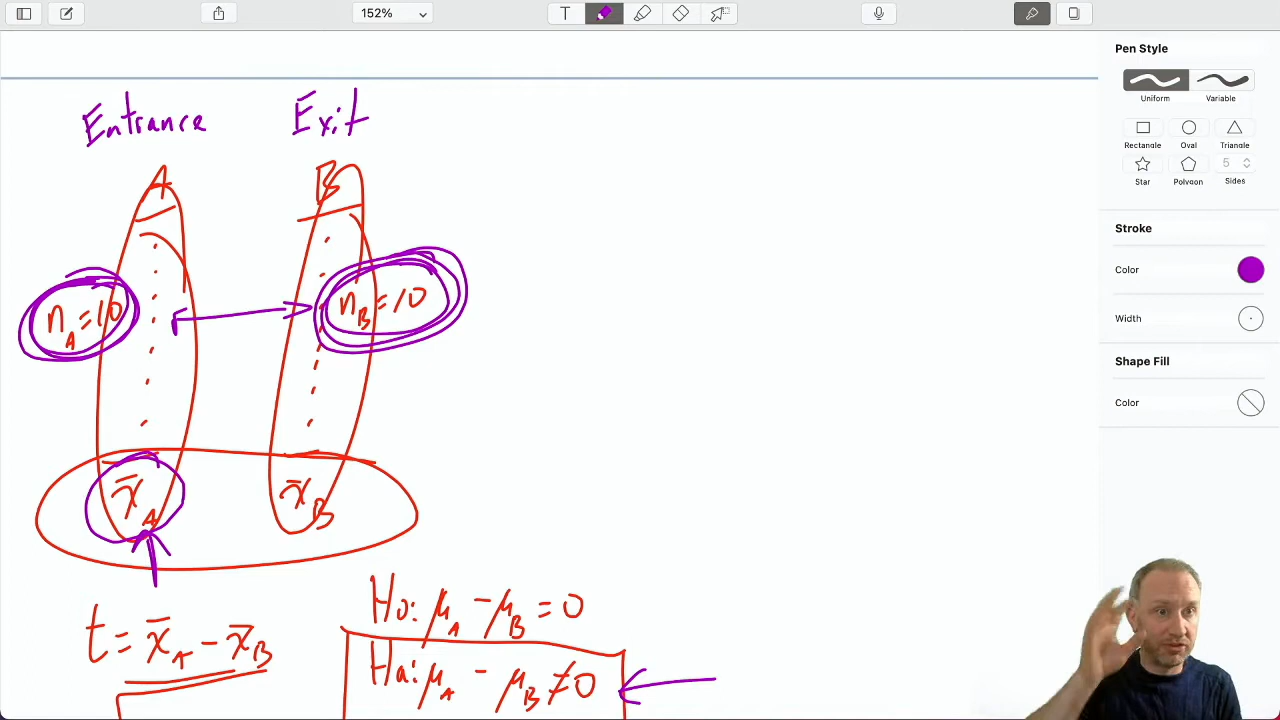 152%
T
Pen Style
Uniform Variable
Rectangle Oval Triangle
Star Polygon 5 Sides
Stroke
Color
Width
Shape Fill
Color
Entrance Exit
A B
n_A=10 n_B=10
x̄_A x̄_B
t= x̄_A - x̄_B
Ho: μ_A - μ_B = 0
Ha: μ_A - μ_B ≠ 0